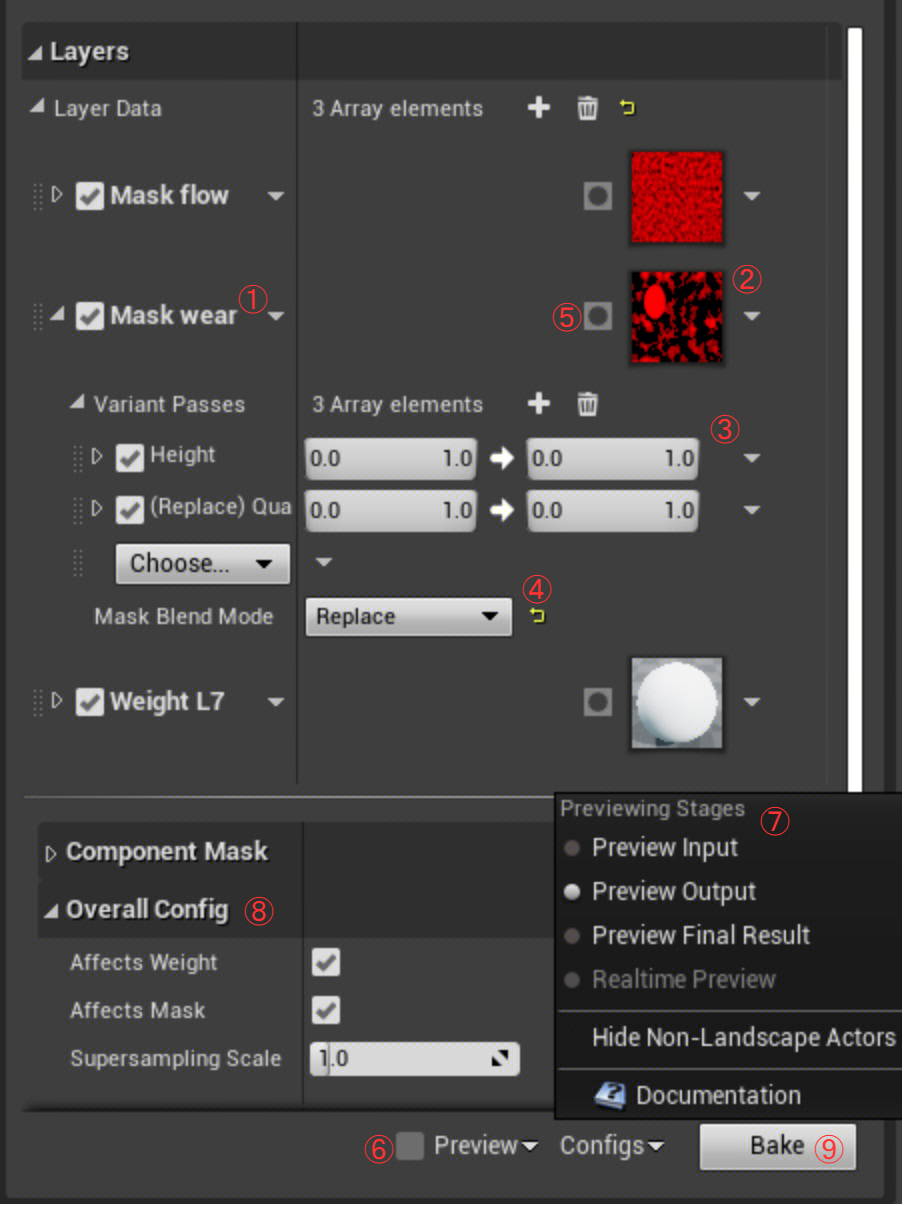 Layers
Layer Data 3 Array elements
Mask flow
Mask wear ① ⑤ ②
Variant Passes 3 Array elements
③
Height 0.0 1.0 0.0 1.0
(Replace) Qua 0.0 1.0 0.0 1.0
Choose...
④
Mask Blend Mode Replace
Weight L7
Previewing Stages ⑦
Preview Input
Preview Output
Preview Final Result
Realtime Preview
Hide Non-Landscape Actors
Documentation
Component Mask
Overall Config ⑧
Affects Weight
Affects Mask
Supersampling Scale 1.0
⑥ Preview Configs Bake ⑨